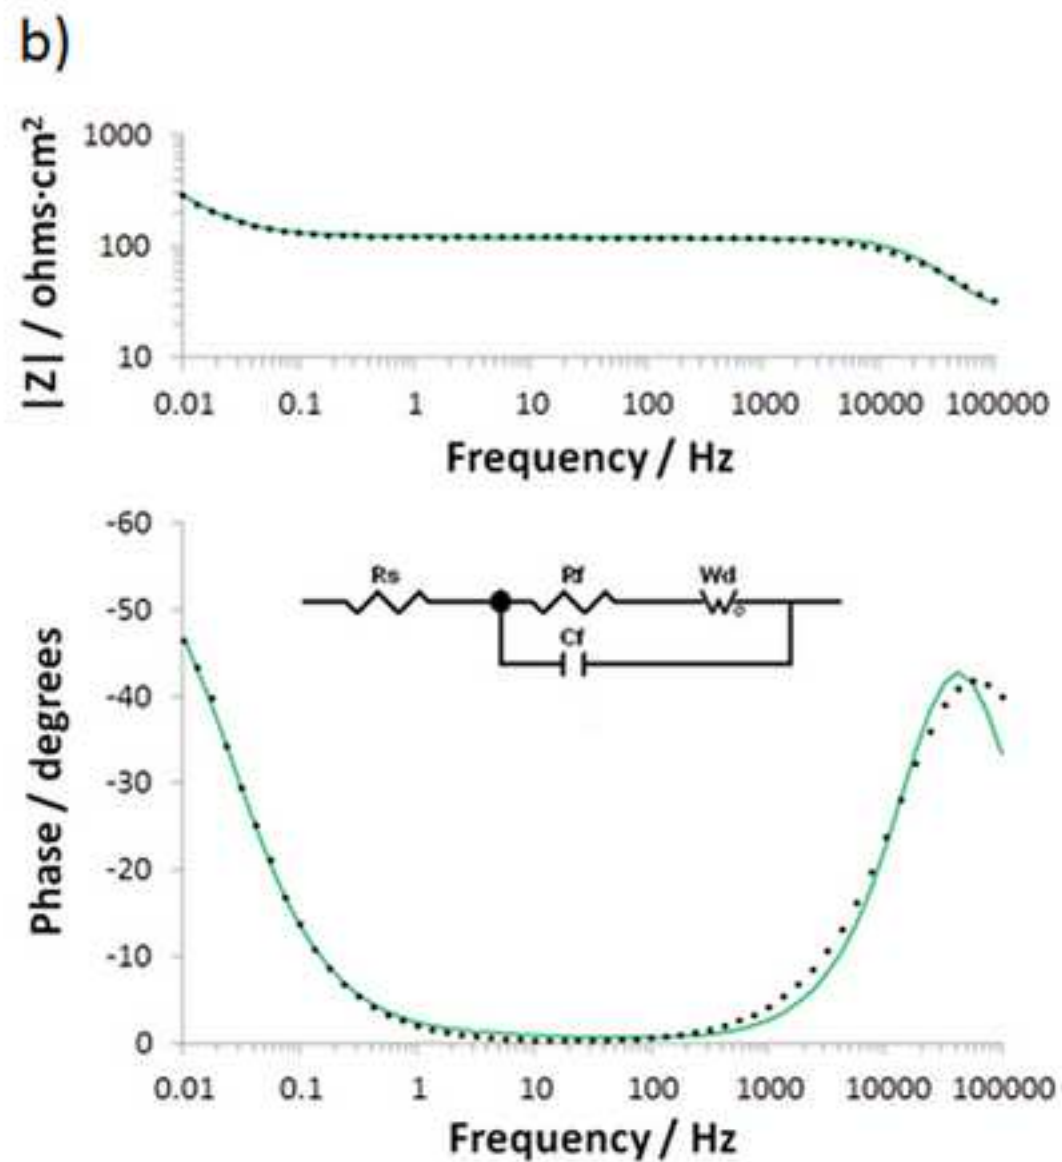 b)
|Z| / ohms·cm²
1000
100
10
0.01 0.1 1 10 100 1000 10000 100000
Frequency / Hz
Phase / degrees
-60
-50
-40
-30
-20
-10
0
Rs Rf Wd
Cf
0.01 0.1 1 10 100 1000 10000 100000
Frequency / Hz